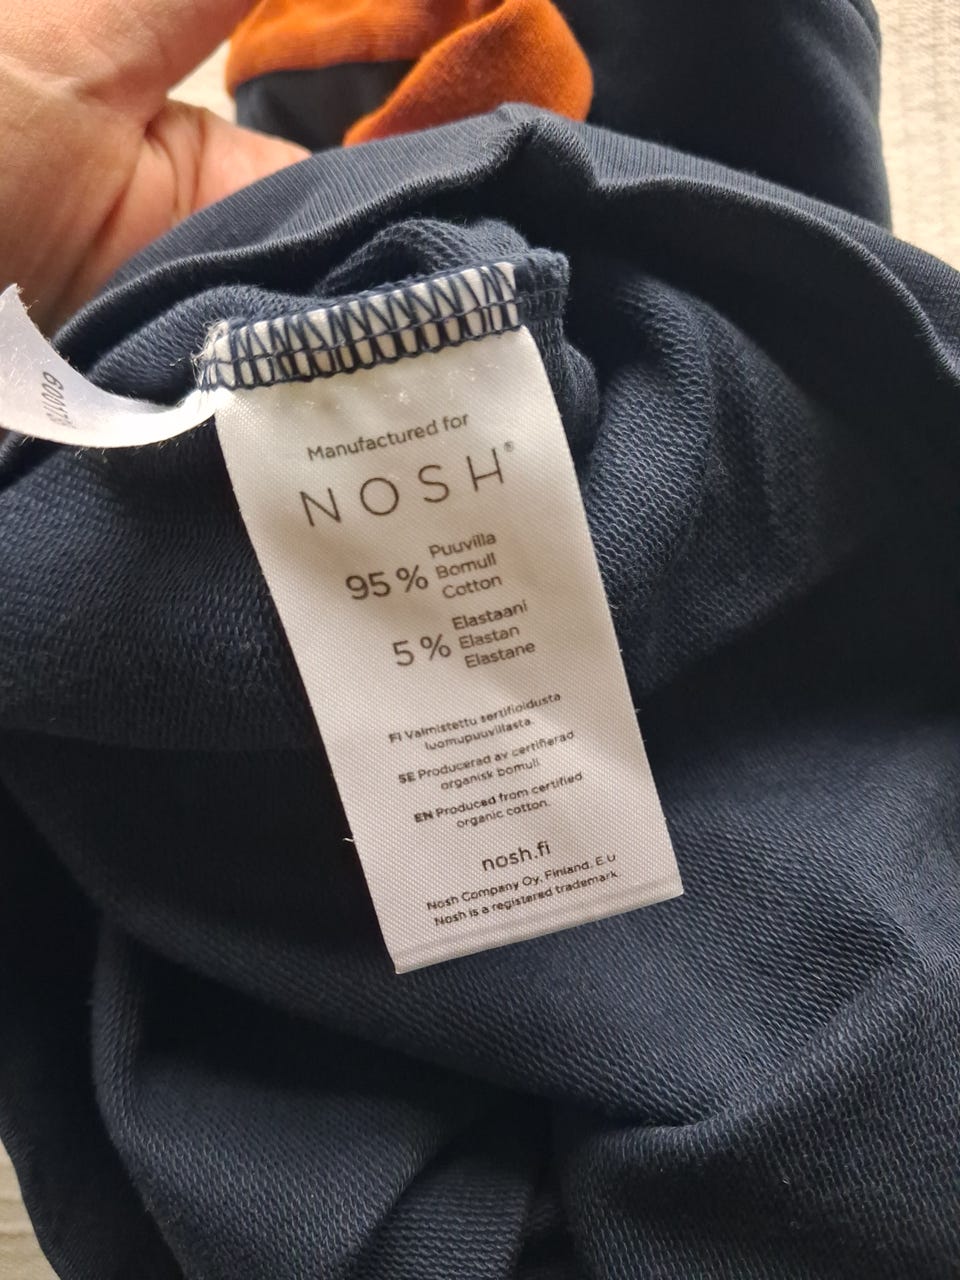 Manufactured for
NOSH®
95 %
Puuvilla
Bomull
Cotton
5 %
Elastaani
Elastan
Elastane
FI Valmistettu sertifioidusta
luomupuuvillasta.
SE Producerad av certifierad
organisk bomull
EN Produced from certified
organic cotton.
nosh.fi
Nosh Company Oy, Finland, E.U
Nosh is a registered trademark.